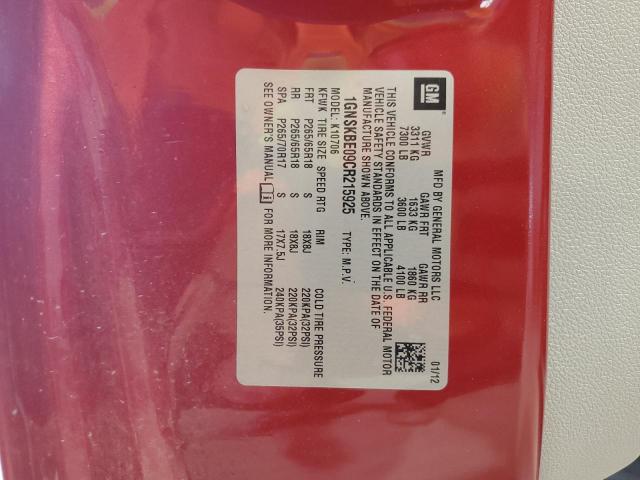 GM
MFD BY GENERAL MOTORS LLC 01/12
GVWR GAWR FRT GAWR RR
3311 KG 1633 KG 1860 KG
7300 LB 3600 LB 4100 LB
THIS VEHICLE CONFORMS TO ALL APPLICABLE U.S. FEDERAL MOTOR
VEHICLE SAFETY STANDARDS IN EFFECT ON THE DATE OF
MANUFACTURE SHOWN ABOVE.
1GNSKBE09CR215925 TYPE: M.P.V.
MODEL: K10706
KFWK TIRE SIZE SPEED RTG RIM COLD TIRE PRESSURE
FRT P265/65R18 S 18X8J 220KPA(32PSI)
RR P265/65R18 S 18X8J 220KPA(32PSI)
SPA P265/70R17 S 17X7.5J 240KPA(35PSI)
SEE OWNER'S MANUAL i FOR MORE INFORMATION.